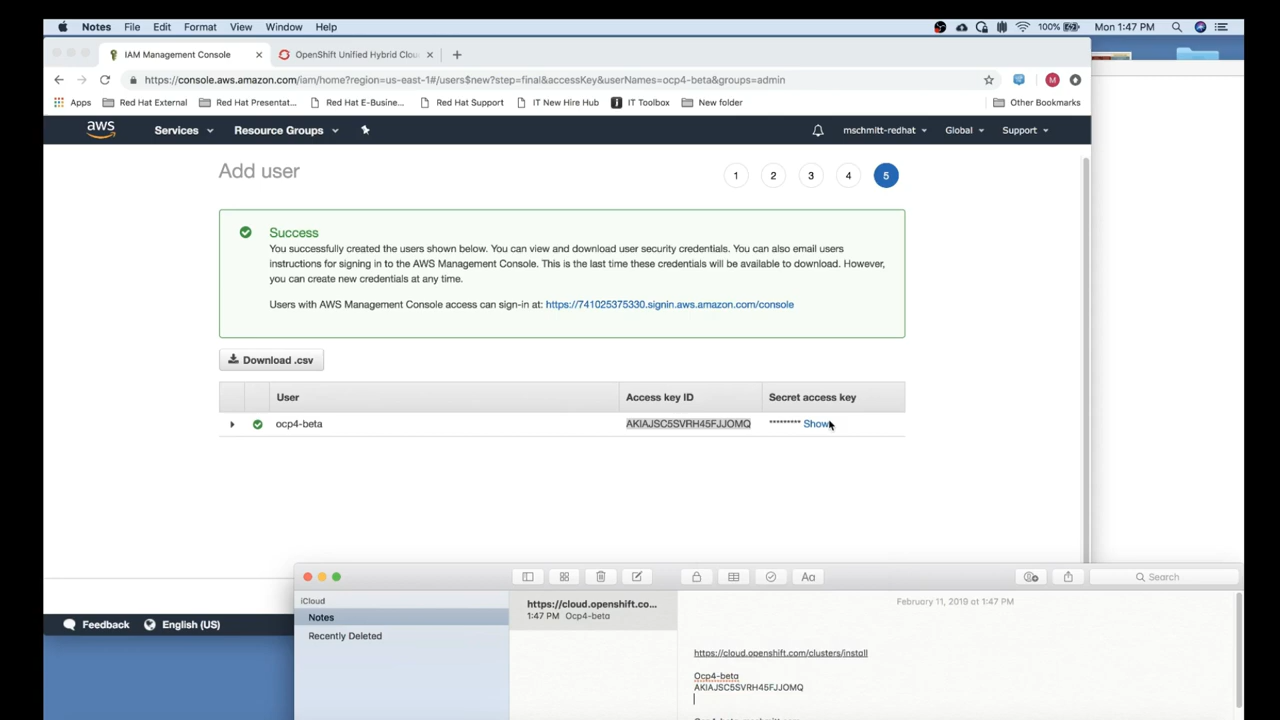 Notes File Edit Format View Window Help 100% Mon 1:47 PM
IAM Management Console OpenShift Unified Hybrid Clou
https://console.aws.amazon.com/iam/home?region=us-east-1#/users$new?step=final&accessKey&userNames=ocp4-beta&groups=admin M
Apps Red Hat External Red Hat Presentat... Red Hat E-Busine... Red Hat Support IT New Hire Hub IT Toolbox New folder Other Bookmarks
aws Services Resource Groups mschmitt-redhat Global Support
Add user 1 2 3 4 5
Success
You successfully created the users shown below. You can view and download user security credentials. You can also email users
instructions for signing in to the AWS Management Console. This is the last time these credentials will be available to download. However,
you can create new credentials at any time.
Users with AWS Management Console access can sign-in at: https://741025375330.signin.aws.amazon.com/console
Download .csv
User Access key ID Secret access key
ocp4-beta AKIAJSC5SVRH45FJJOMQ ********* Show
Aa Search
iCloud
Notes
Recently Deleted
https://cloud.openshift.co...
1:47 PM Ocp4-beta
February 11, 2019 at 1:47 PM
https://cloud.openshift.com/clusters/install
Ocp4-beta
AKIAJSC5SVRH45FJJOMQ
Feedback English (US)